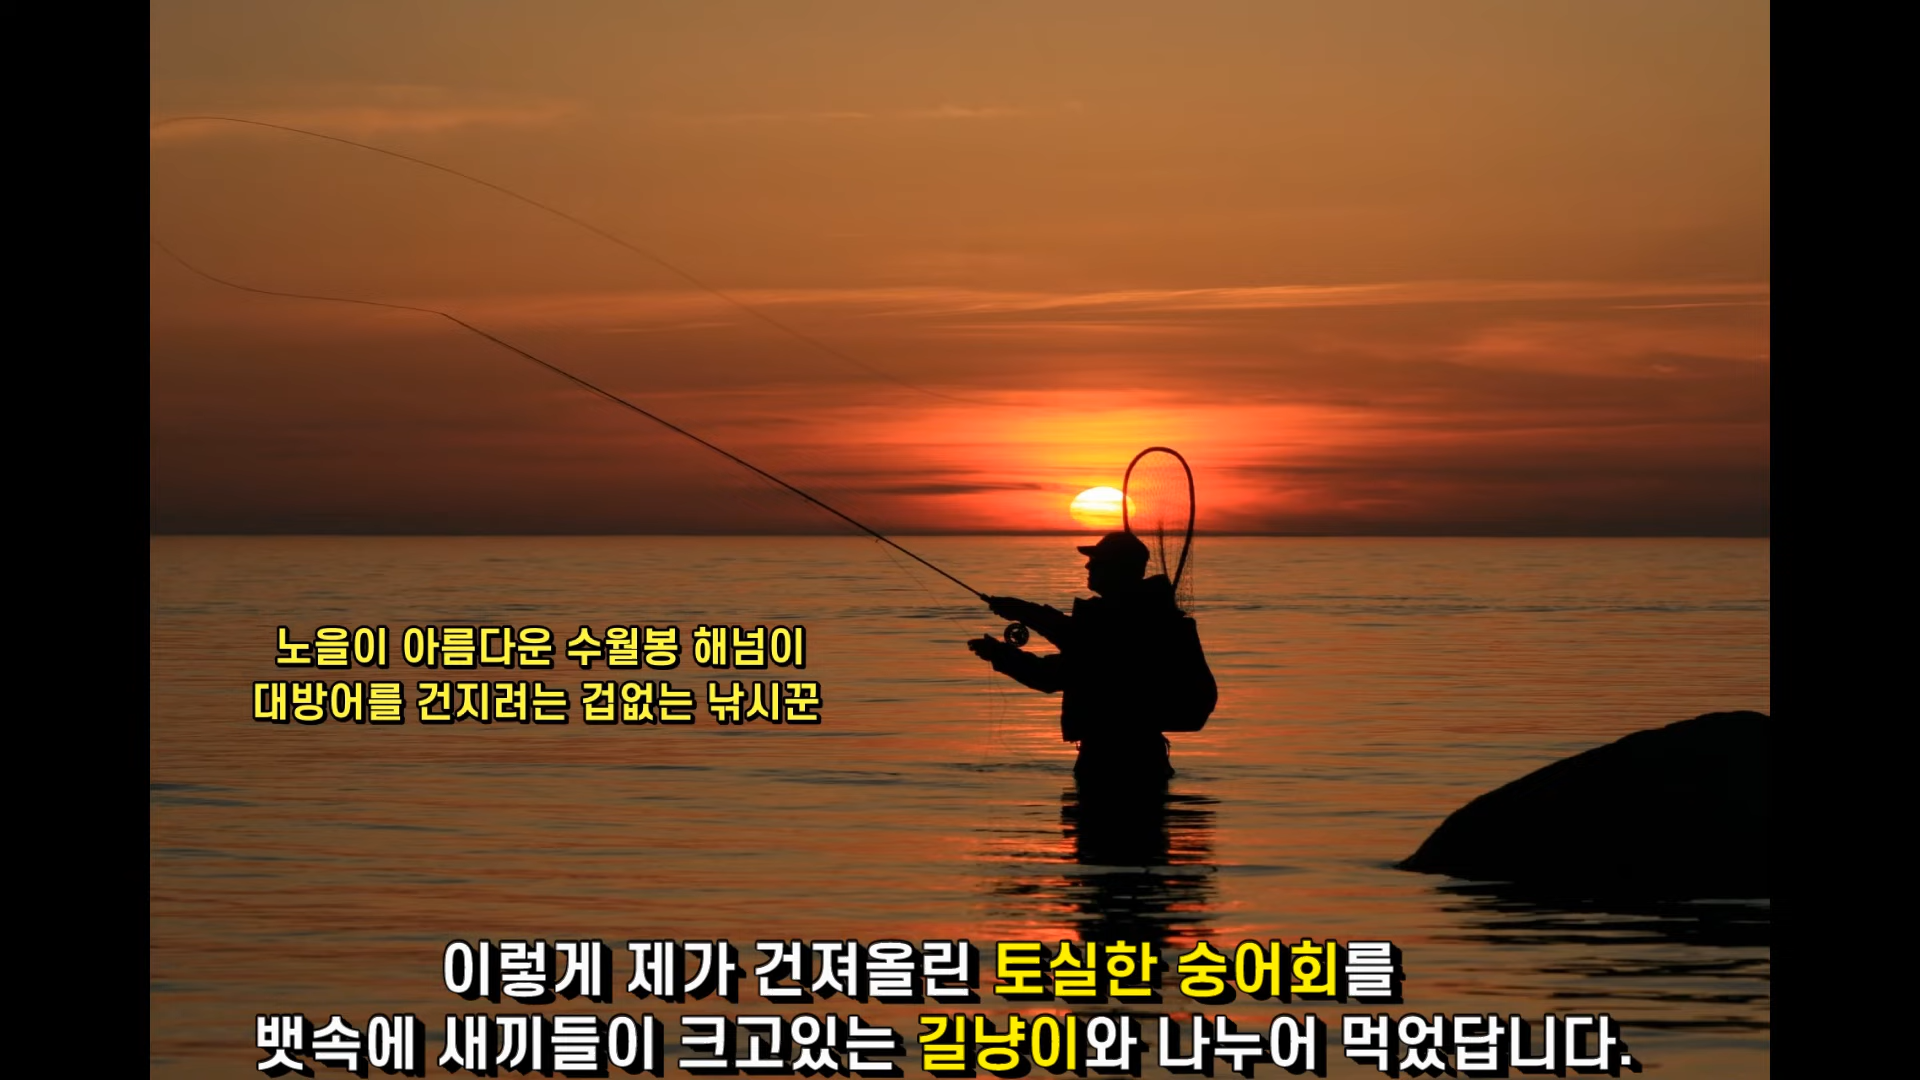 노을이 아름다운 수월봉 해넘이
대방어를 건지려는 겁없는 낚시꾼
이렇게 제가 건져올린 토실한 숭어회를
뱃속에 새끼들이 크고있는 길냥이와 나누어 먹었답니다.